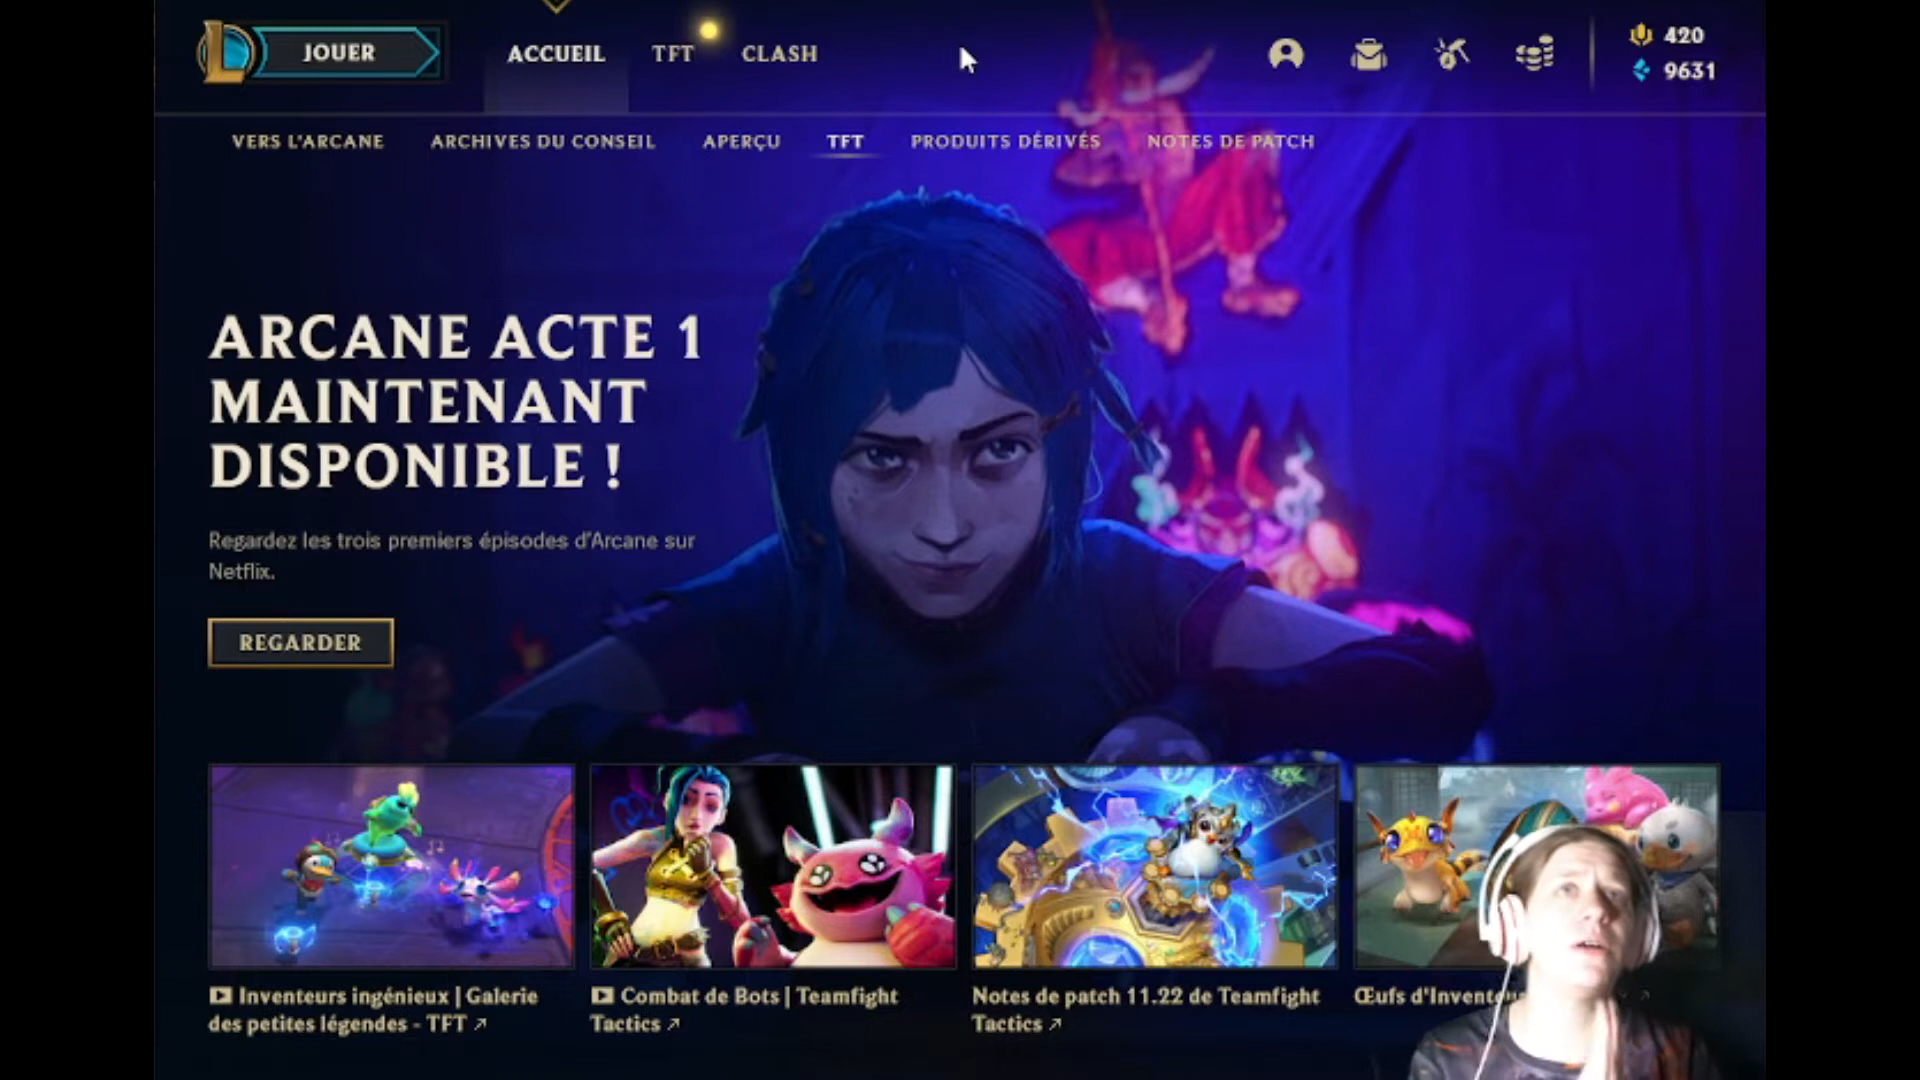 JOUER
ACCUEIL
TFT
CLASH
420
9631
VERS L'ARCANE
ARCHIVES DU CONSEIL
APERÇU
TFT
PRODUITS DÉRIVÉS
NOTES DE PATCH
ARCANE ACTE 1
MAINTENANT
DISPONIBLE !
Regardez les trois premiers épisodes d'Arcane sur
Netflix.
REGARDER
Inventeurs ingénieux | Galerie
des petites légendes - TFT
Combat de Bots | Teamfight
Tactics
Notes de patch 11.22 de Teamfight
Tactics
Œufs